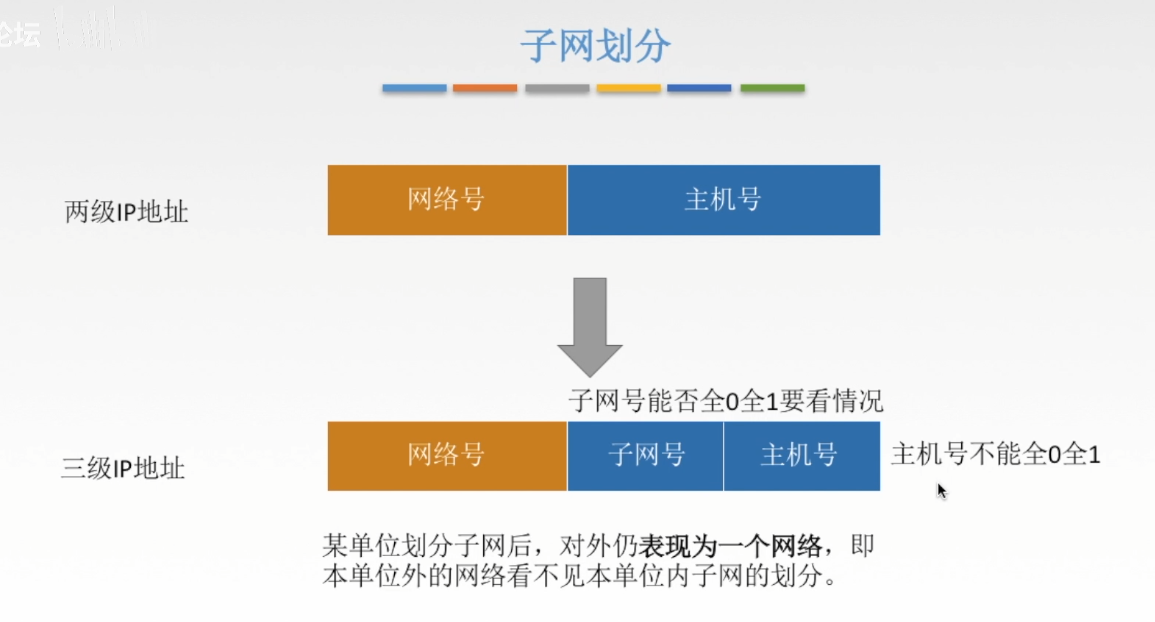 论坛
子网划分
两级IP地址
网络号
主机号
子网号能否全0全1要看情况
三级IP地址
网络号
子网号
主机号
主机号不能全0全1
某单位划分子网后，对外仍表现为一个网络，即
本单位外的网络看不见本单位内子网的划分。